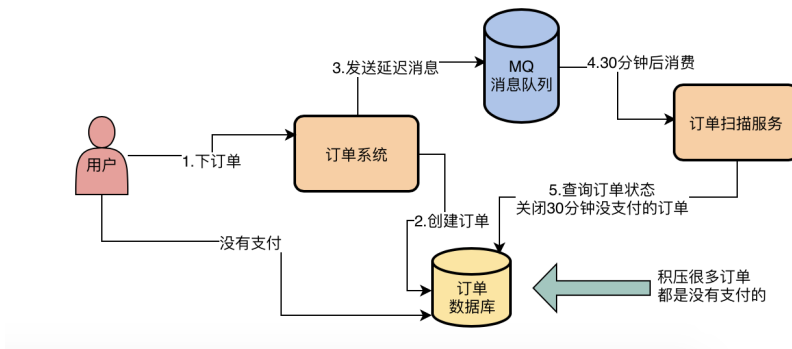 MQ
消息队列
3.发送延迟消息
4.30分钟后消费
订单扫描服务
用户
1.下订单
订单系统
5.查询订单状态
关闭30分钟没支付的订单
2.创建订单
没有支付
订单
数据库
积压很多订单
都是没有支付的